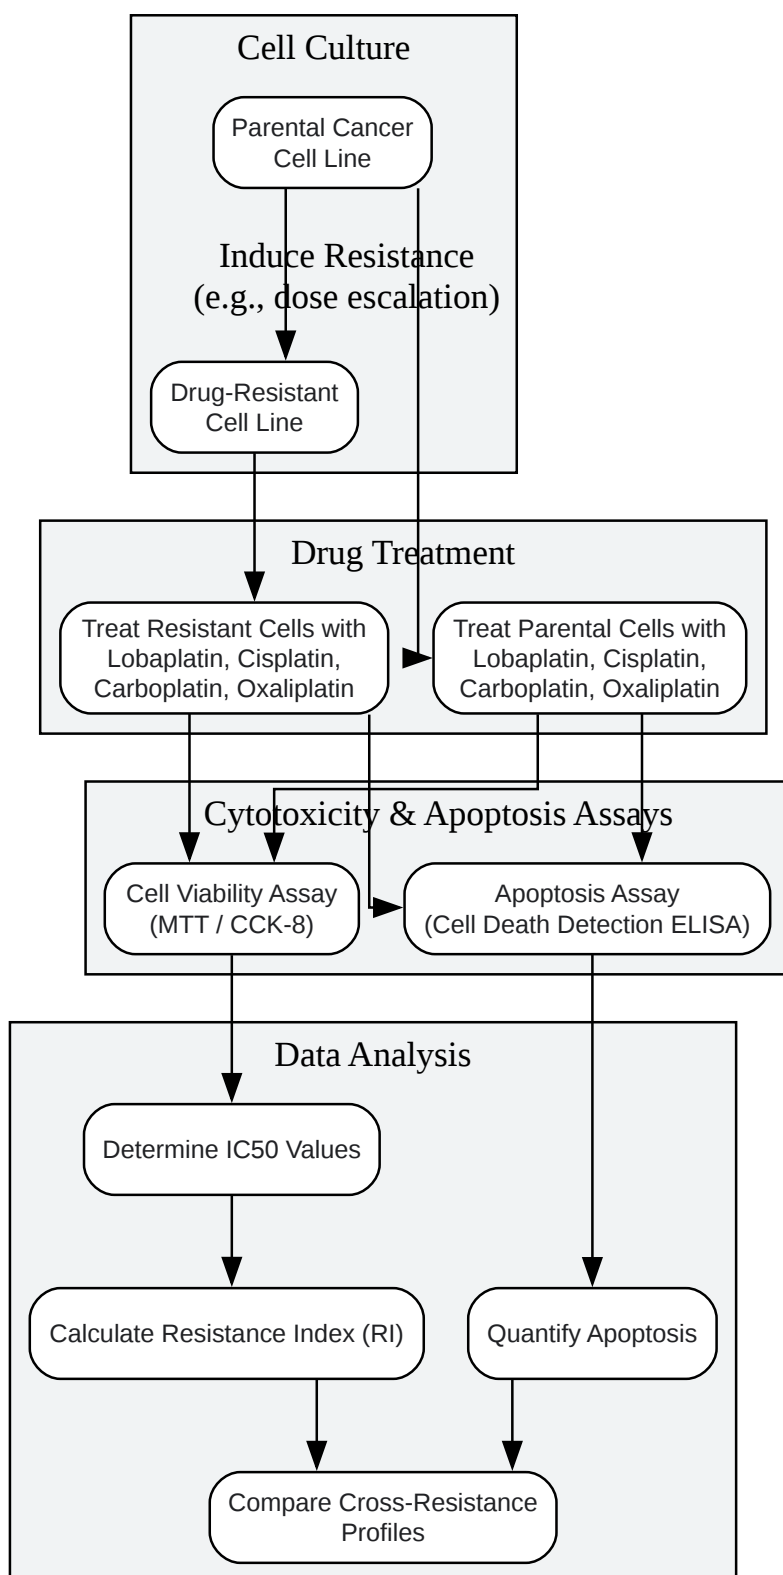 Cell Culture
Parental Cancer
Cell Line
Induce Resistance
(e.g., dose escalation)
Drug-Resistant
Cell Line
Drug Treatment
Treat Resistant Cells with
Lobaplatin, Cisplatin,
Carboplatin, Oxaliplatin
Treat Parental Cells with
Lobaplatin, Cisplatin,
Carboplatin, Oxaliplatin
Cytotoxicity & Apoptosis Assays
Cell Viability Assay
(MTT / CCK-8)
Apoptosis Assay
(Cell Death Detection ELISA)
Data Analysis
Determine IC50 Values
Calculate Resistance Index (RI)
Quantify Apoptosis
Compare Cross-Resistance
Profiles